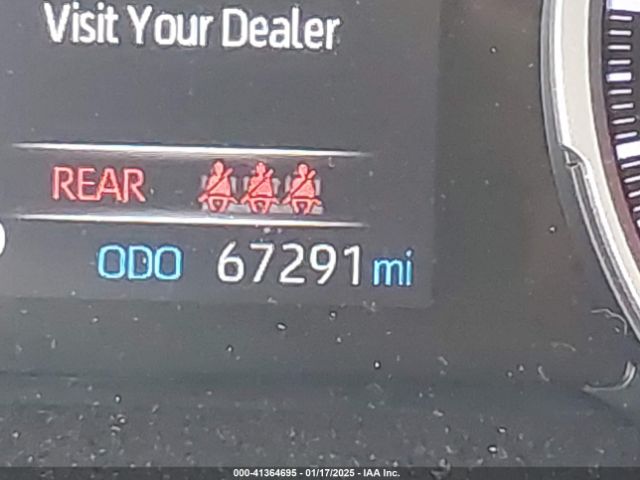 Visit Your Dealer
REAR
ODO 67291 mi
000-41364695 - 01/17/2025 - IAA Inc.